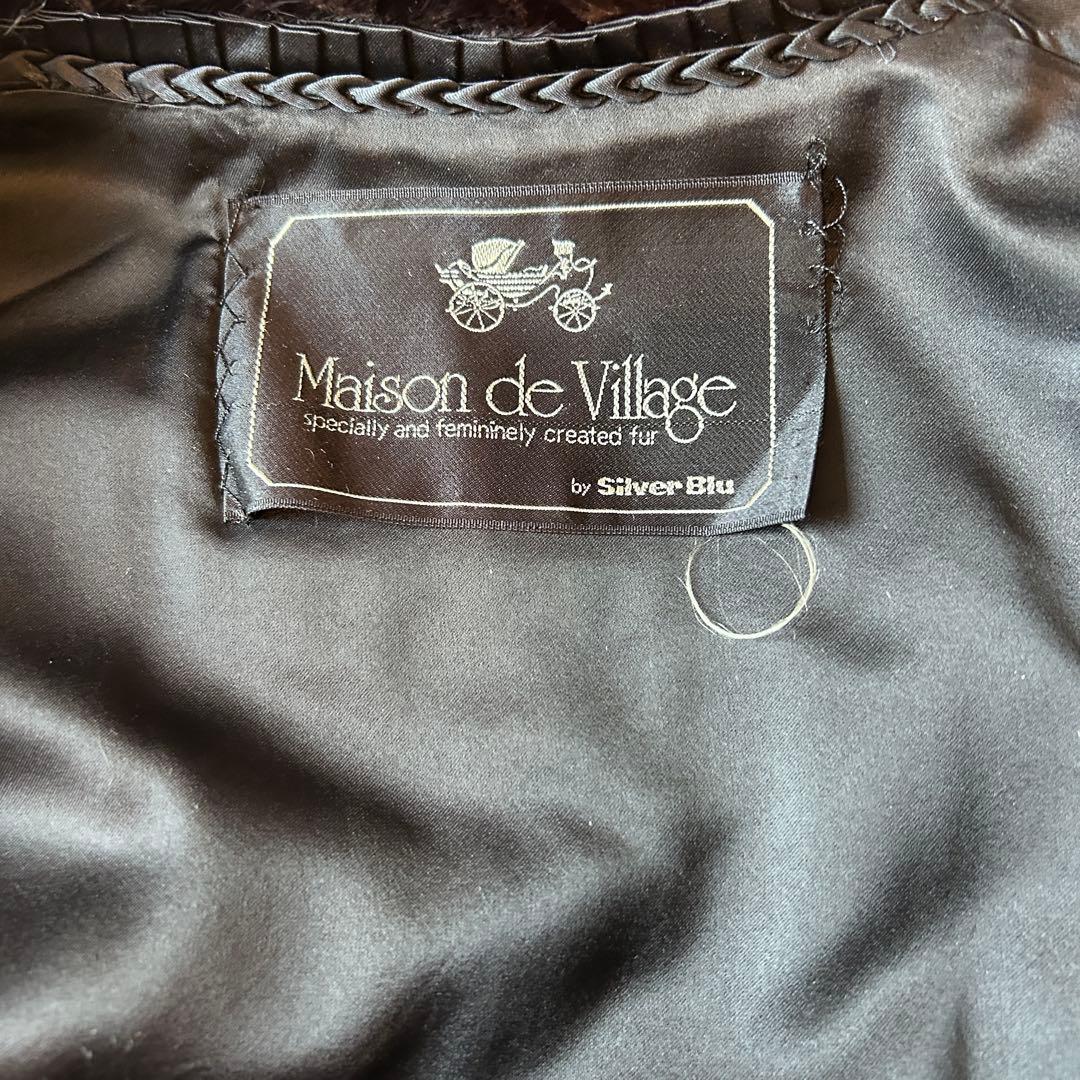 Maison de Village
specially and femininely created fur
by Silver Blu